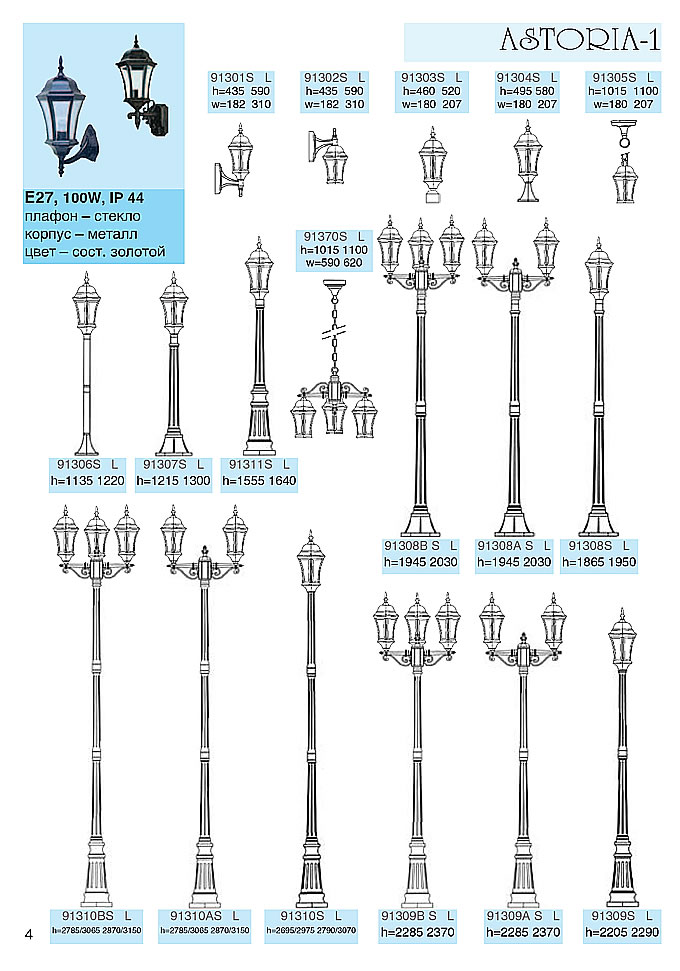 ASTORIA-1
91301S L
h=435 590
w=182 310
91302S L
h=435 590
w=182 310
91303S L
h=460 520
w=180 207
91304S L
h=495 580
w=180 207
91305S L
h=1015 1100
w=180 207
E27, 100W, IP 44
плафон – стекло
корпус – металл
цвет – сост. золотой
91370S L
h=1015 1100
w=590 620
91306S L
h=1135 1220
91307S L
h=1215 1300
91311S L
h=1555 1640
91308B S L
h=1945 2030
91308A S L
h=1945 2030
91308S L
h=1865 1950
91310BS L
h=2785/3065 2870/3150
91310AS L
h=2785/3065 2870/3150
91310S L
h=2695/2975 2790/3070
91309B S L
h=2285 2370
91309A S L
h=2285 2370
91309S L
h=2205 2290
4